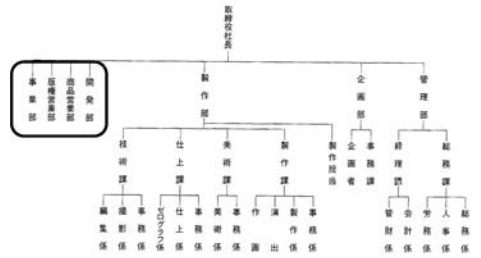 取締役社長
管理部
企画部
製作部
開発部
商品営業部
版権営業部
事業部
総務課
経理課
事務課
企画者
製作担当
製作課
美術課
仕上課
技術課
総務係
人事係
労務係
会計係
管財係
事務係
製作係
演出
作画
事務係
美術係
事務係
仕上係
ゼログラフ係
事務係
撮影係
編集係